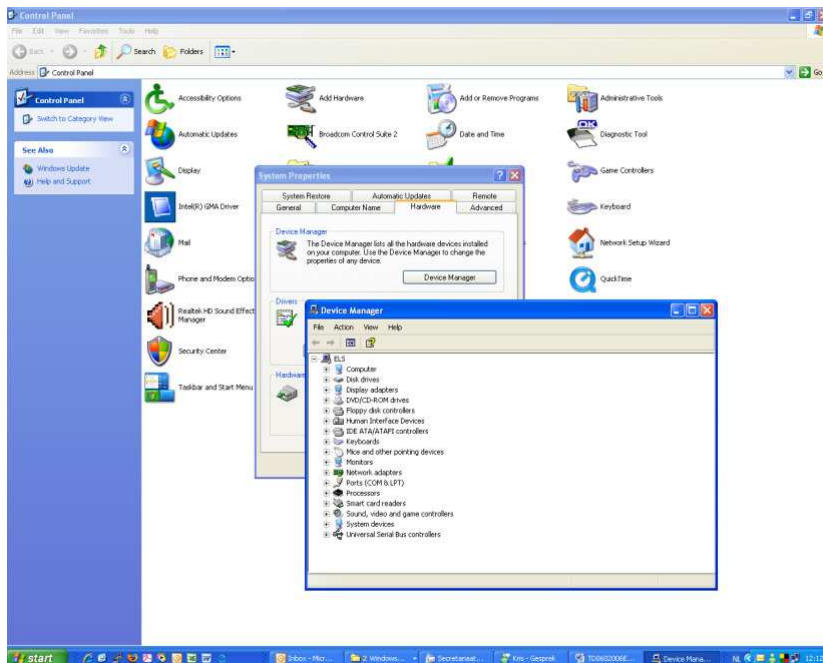 Control Panel
File Edit View Favorites Tools Help
Back Search Folders
Address Control Panel Go
Control Panel
Switch to Category View
See Also
Windows Update
Help and Support
Accessibility Options Add Hardware Add or Remove Programs Administrative Tools
Automatic Updates Broadcom Control Suite 2 Date and Time Diagnostic Tool
Display Game Controllers
Intel(R) GMA Driver Keyboard
Mail Network Setup Wizard
Phone and Modem Optio QuickTime
Realtek HD Sound Effect
Manager
Security Center
Taskbar and Start Menu
System Properties
System Restore Automatic Updates Remote
General Computer Name Hardware Advanced
Device Manager
The Device Manager lists all the hardware devices installed
on your computer. Use the Device Manager to change the
properties of any device.
Device Manager
Drivers
Hardware
Device Manager
File Action View Help
ELS
Computer
Disk drives
Display adapters
DVD/CD-ROM drives
Floppy disk controllers
Human Interface Devices
IDE ATA/ATAPI controllers
Keyboards
Mice and other pointing devices
Monitors
Network adapters
Ports (COM & LPT)
Processors
Smart card readers
Sound, video and game controllers
System devices
Universal Serial Bus controllers
start Inbox - Micr... 2 Windows... Secretariaat... Kris - Gesprek Device Mana... NL 12:12